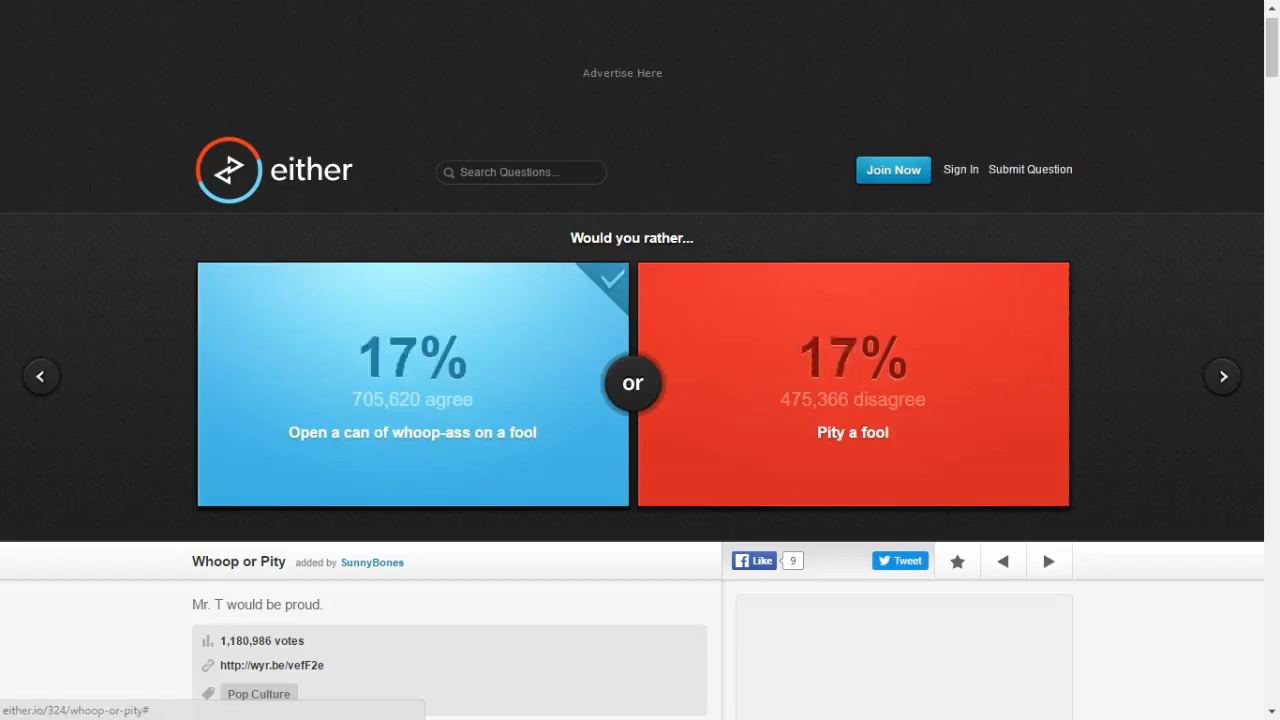 Advertise Here
either
Search Questions...
Join Now
Sign In
Submit Question
Would you rather...
17%
705,620 agree
Open a can of whoop-ass on a fool
or
17%
475,366 disagree
Pity a fool
Whoop or Pity added by SunnyBones
Like
9
Tweet
Mr. T would be proud.
1,180,986 votes
http://wyr.be/vefF2e
Pop Culture
either.io/324/whoop-or-pity#